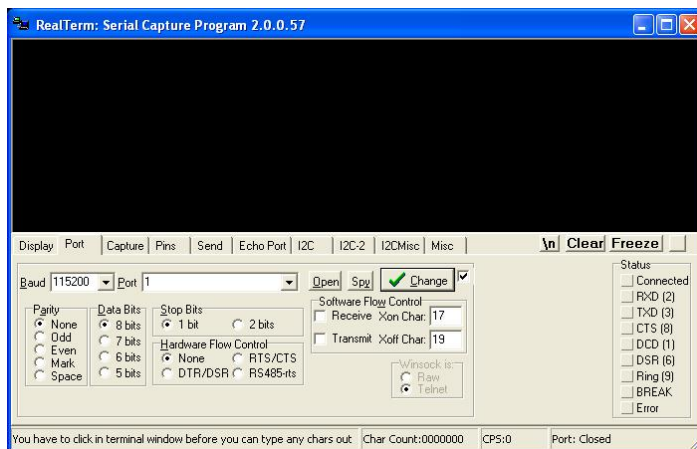 RealTerm: Serial Capture Program 2.0.0.57
Display Port Capture Pins Send Echo Port I2C I2C-2 I2CMisc Misc \n Clear Freeze
Baud 115200 Port 1 Open Spy Change
Parity
None
Odd
Even
Mark
Space
Data Bits
8 bits
7 bits
6 bits
5 bits
Stop Bits
1 bit 2 bits
Hardware Flow Control
None RTS/CTS
DTR/DSR RS485-rts
Software Flow Control
Receive Xon Char: 17
Transmit Xoff Char: 19
Winsock is:
Raw
Telnet
Status
Connected
RXD (2)
TXD (3)
CTS (8)
DCD (1)
DSR (6)
Ring (9)
BREAK
Error
You have to click in terminal window before you can type any chars out Char Count:0000000 CPS:0 Port: Closed